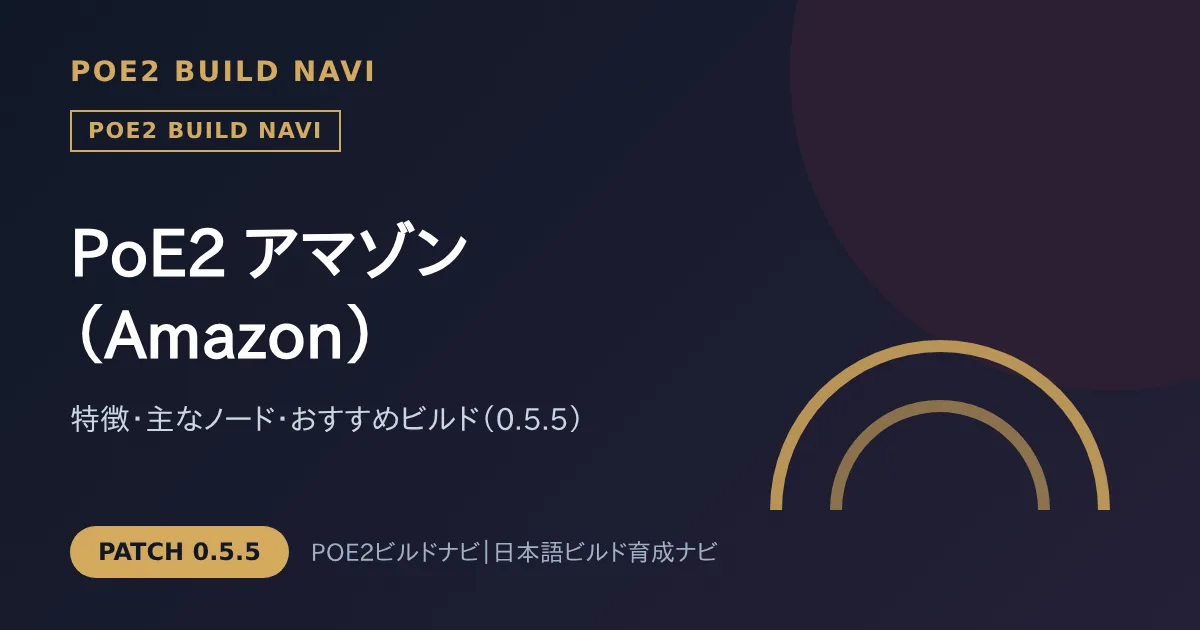 POE2 BUILD NAVI
POE2 BUILD NAVI
PoE2 アマゾン
（Amazon）
特徴・主なノード・おすすめビルド（0.5.5）
PATCH 0.5.5
POE2ビルドナビ|日本語ビルド育成ナビ